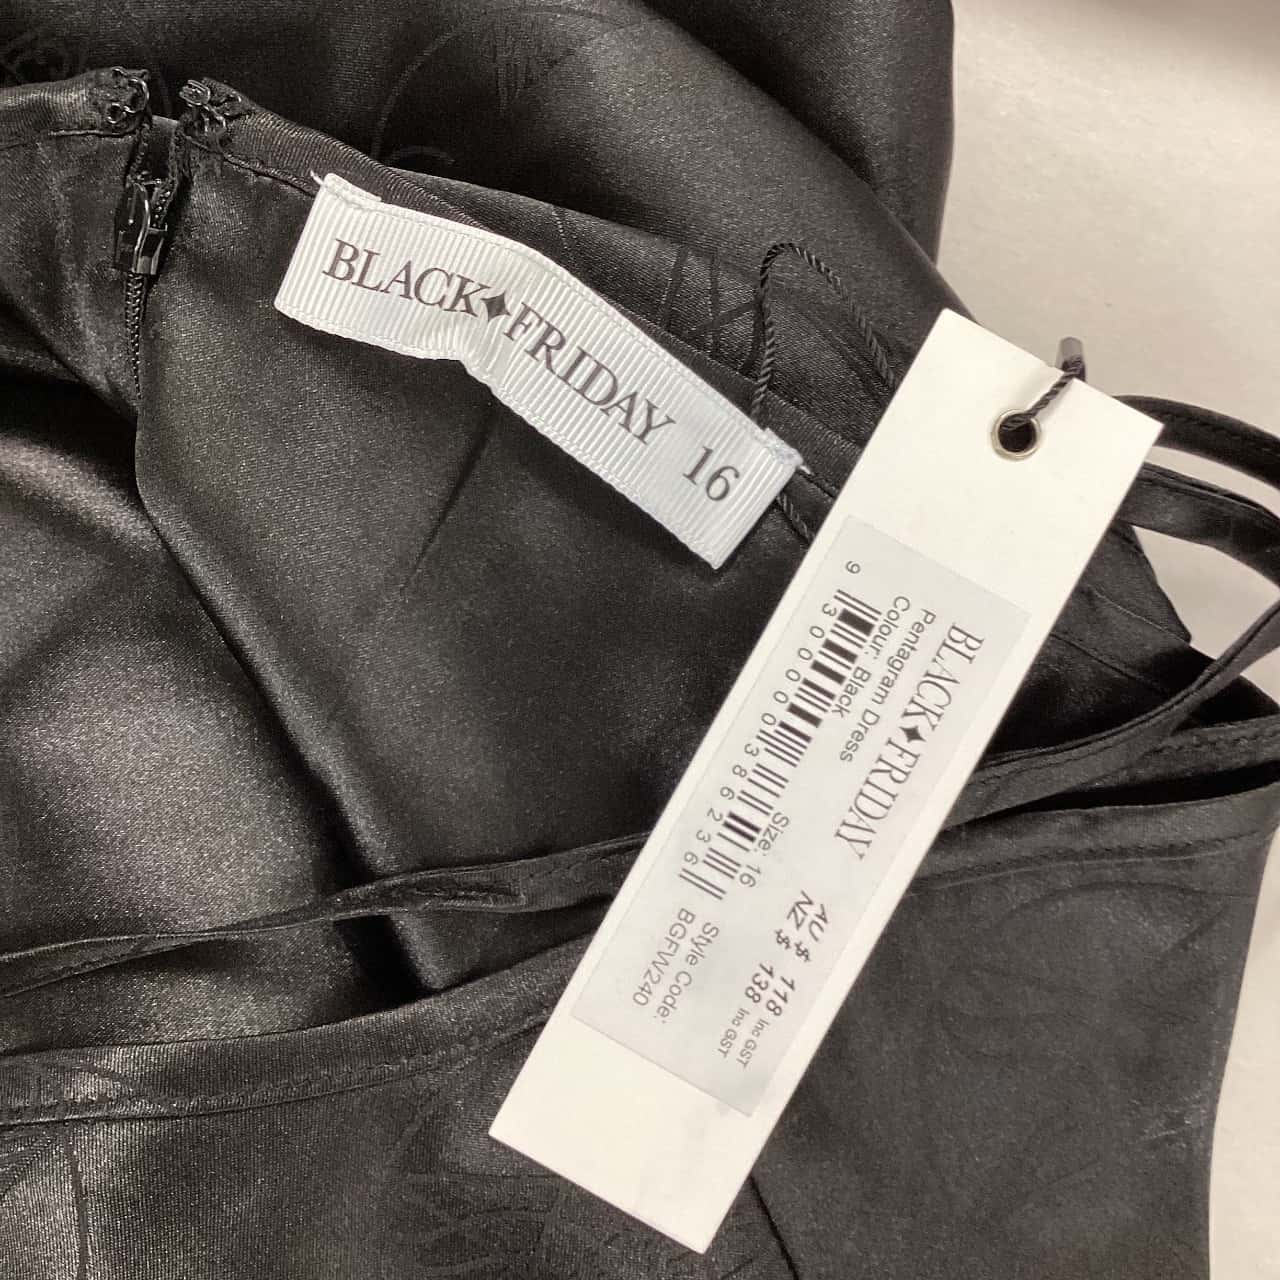 BLACK♦FRIDAY 16
BLACK♦FRIDAY
Pentagram Dress
Colour: Black
Size: 16
Style Code:
BGFW240
9 300000 386236
AU $ 118 Inc GST
NZ $ 138 Inc GST